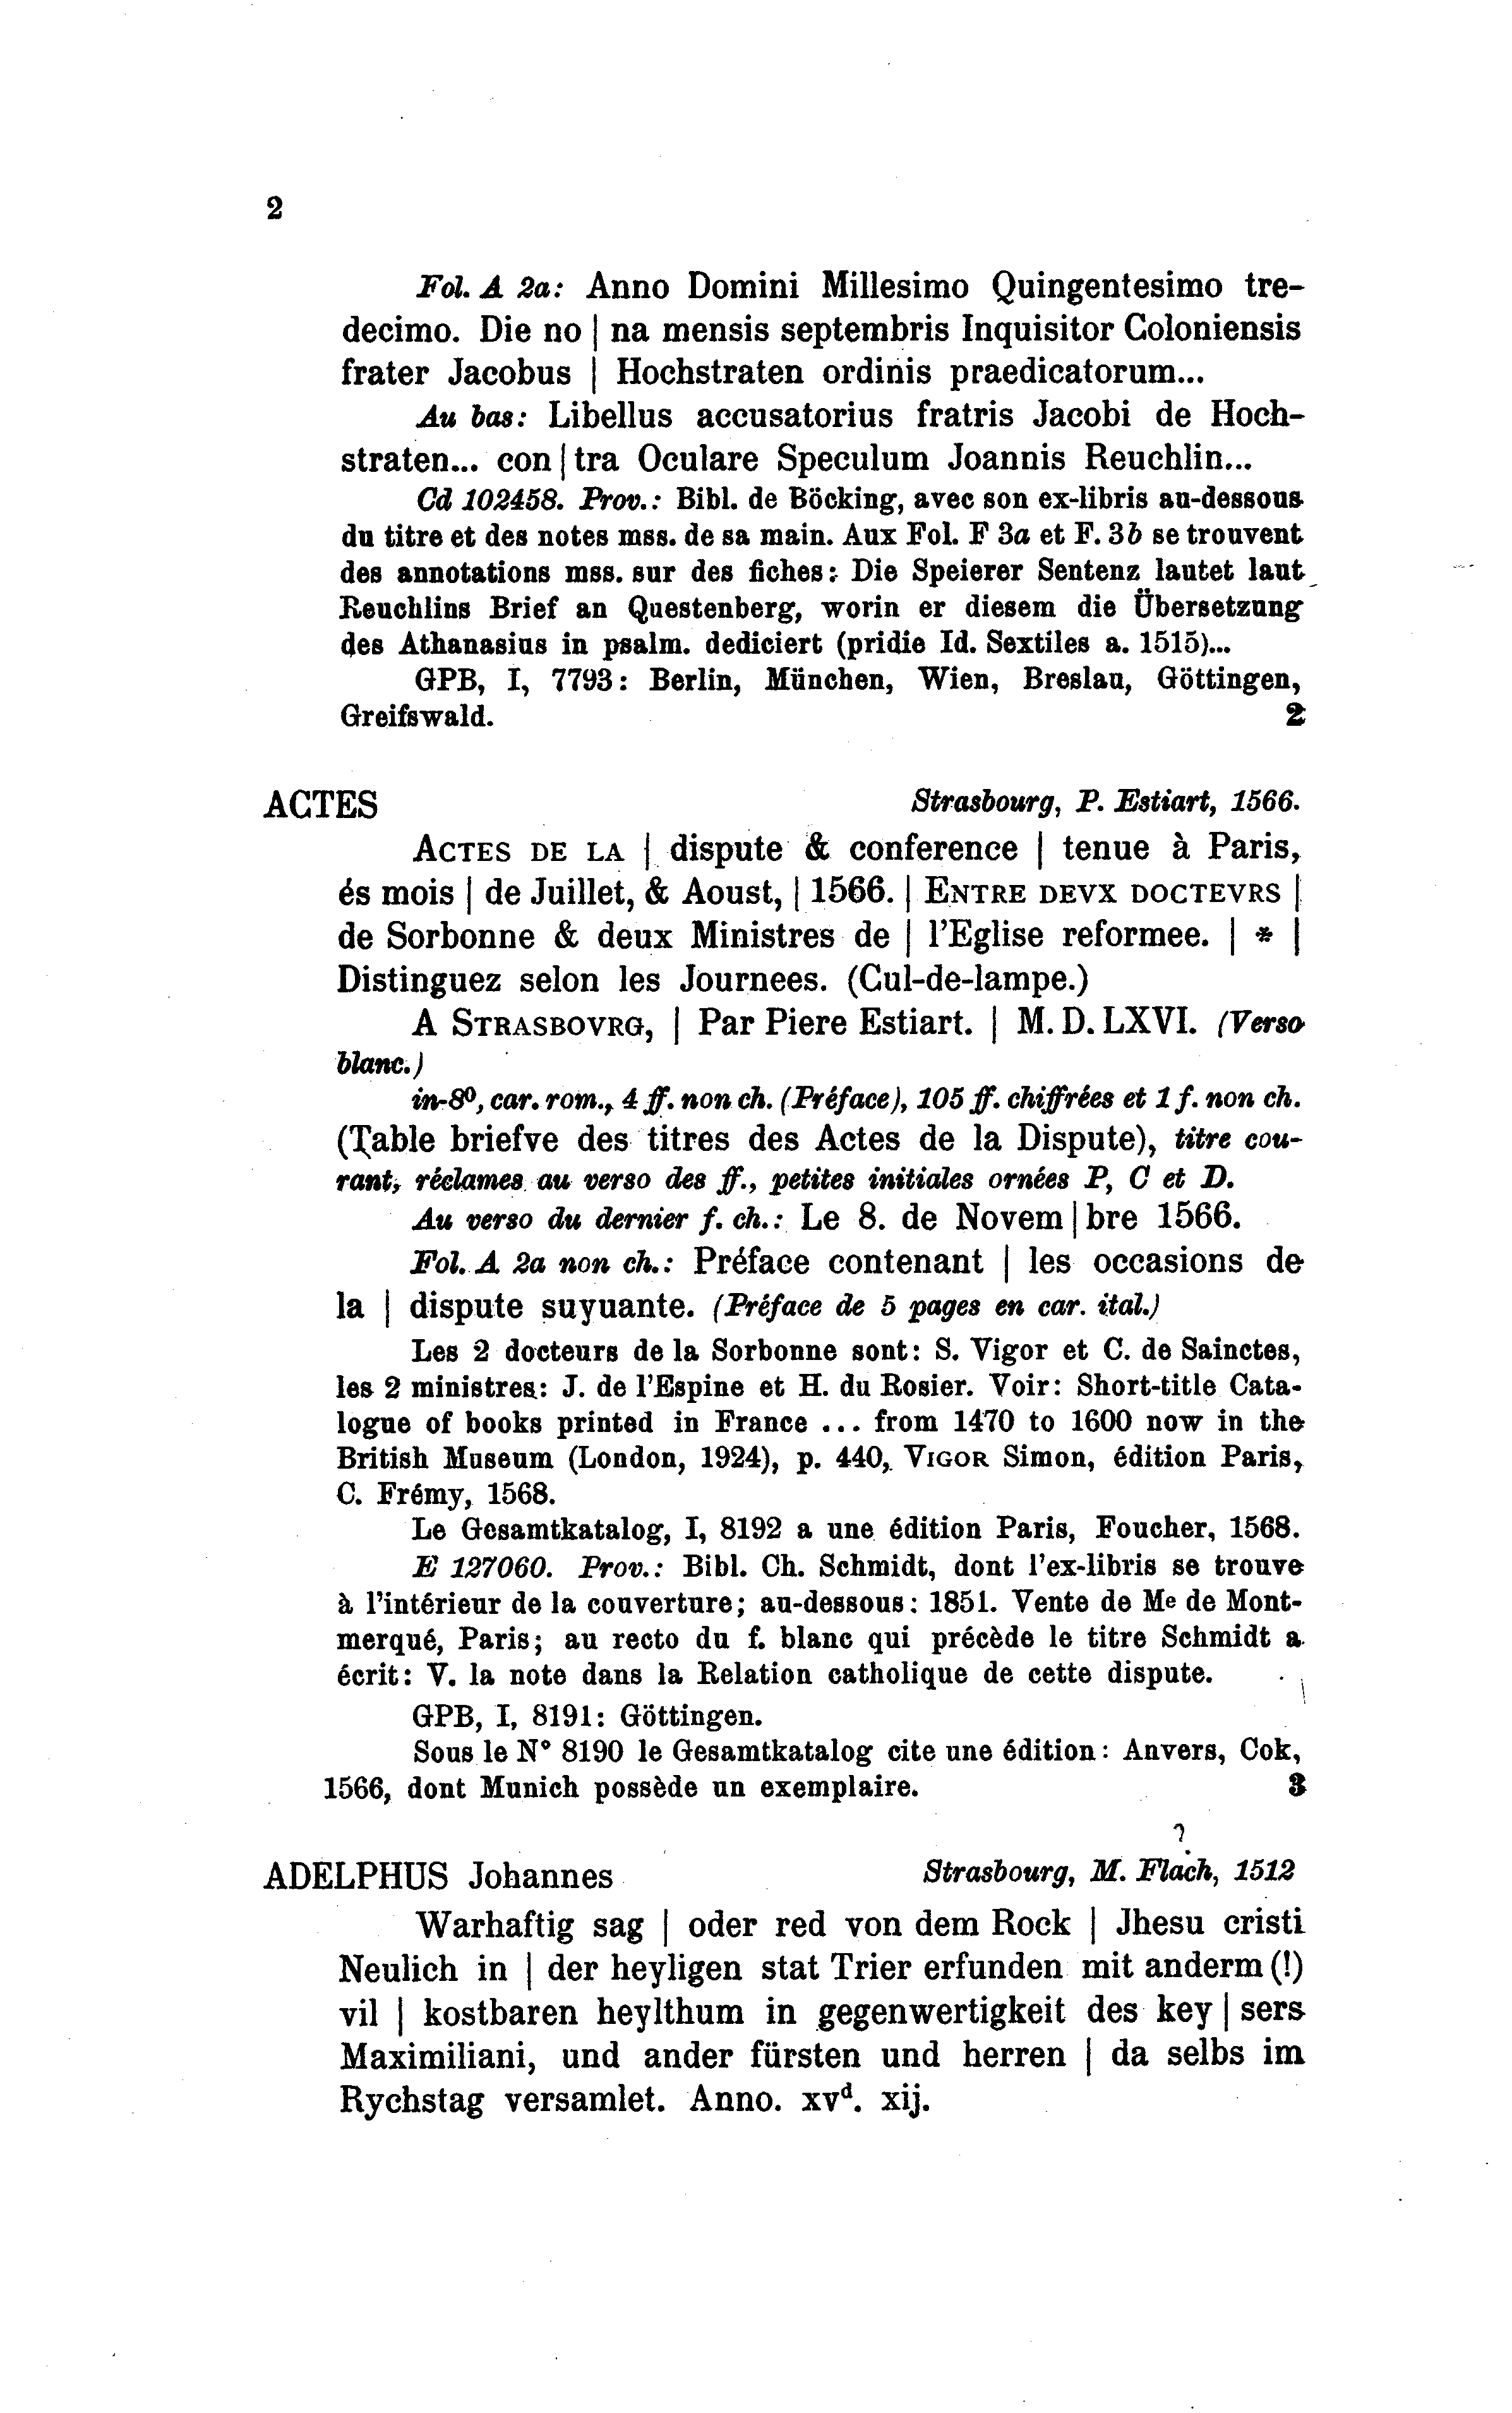 2
Fol. A 2a: Anno Domini Millesimo Quingentesimo tre-
decimo. Die no | na mensis septembris Inquisitor Coloniensis
frater Jacobus | Hochstraten ordinis praedicatorum...
Au bas: Libellus accusatorius fratris Jacobi de Hoch-
straten... con | tra Oculare Speculum Joannis Reuchlin...
Cd 102458. Prov.: Bibl. de Böcking, avec son ex-libris au-dessous
du titre et des notes mss. de sa main. Aux Fol. F 3a et F. 3b se trouvent
des annotations mss. sur des fiches: Die Speierer Sentenz lautet laut
Reuchlins Brief an Questenberg, worin er diesem die Übersetzung
des Athanasius in psalm. dediciert (pridie Id. Sextiles a. 1515)...
GPB, I, 7793: Berlin, München, Wien, Breslau, Göttingen,
Greifswald. 2
ACTES Strasbourg, P. Estiart, 1566.
ACTES DE LA | dispute & conference | tenue à Paris,
és mois | de Juillet, & Aoust, | 1566. | ENTRE DEVX DOCTEVRS |
de Sorbonne & deux Ministres de | l'Eglise reformee. | * |
Distinguez selon les Journees. (Cul-de-lampe.)
A STRASBOVRG, | Par Piere Estiart. | M. D. LXVI. (Verso
blanc.)
in-8º, car. rom., 4 ff. non ch. (Préface), 105 ff. chiffrées et 1 f. non ch.
(Table briefve des titres des Actes de la Dispute), titre cou-
rant, réclames au verso des ff., petites initiales ornées P, C et D.
Au verso du dernier f. ch.: Le 8. de Novem | bre 1566.
Fol. A 2a non ch.: Préface contenant | les occasions de
la | dispute suyuante. (Préface de 5 pages en car. ital.)
Les 2 docteurs de la Sorbonne sont: S. Vigor et C. de Sainctes,
les 2 ministres: J. de l'Espine et H. du Rosier. Voir: Short-title Cata-
logue of books printed in France ... from 1470 to 1600 now in the
British Museum (London, 1924), p. 440, VIGOR Simon, édition Paris,
C. Frémy, 1568.
Le Gesamtkatalog, I, 8192 a une édition Paris, Foucher, 1568.
E 127060. Prov.: Bibl. Ch. Schmidt, dont l'ex-libris se trouve
à l'intérieur de la couverture; au-dessous: 1851. Vente de Me de Mont-
merqué, Paris; au recto du f. blanc qui précède le titre Schmidt a
écrit: V. la note dans la Relation catholique de cette dispute.
GPB, I, 8191: Göttingen.
Sous le N° 8190 le Gesamtkatalog cite une édition: Anvers, Cok,
1566, dont Munich possède un exemplaire. 3
?
ADELPHUS Johannes Strasbourg, M. Flach, 1512
Warhaftig sag | oder red von dem Rock | Jhesu cristi
Neulich in | der heyligen stat Trier erfunden mit anderm (!)
vil | kostbaren heylthum in gegenwertigkeit des key | sers
Maximiliani, und ander fürsten und herren | da selbs im
Rychstag versamlet. Anno. xvᵈ. xij.